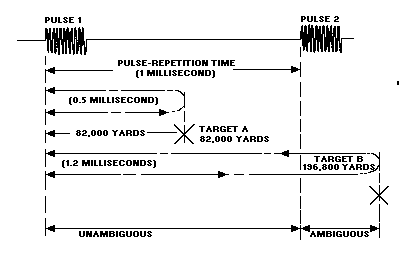 PULSE 1
PULSE 2
PULSE-REPETITION TIME
(1 MILLISECOND)
(0.5 MILLISECOND)
82,000 YARDS
TARGET A
82,000 YARDS
(1.2 MILLISECONDS)
TARGET B
196,800 YARDS
UNAMBIGUOUS
AMBIGUOUS